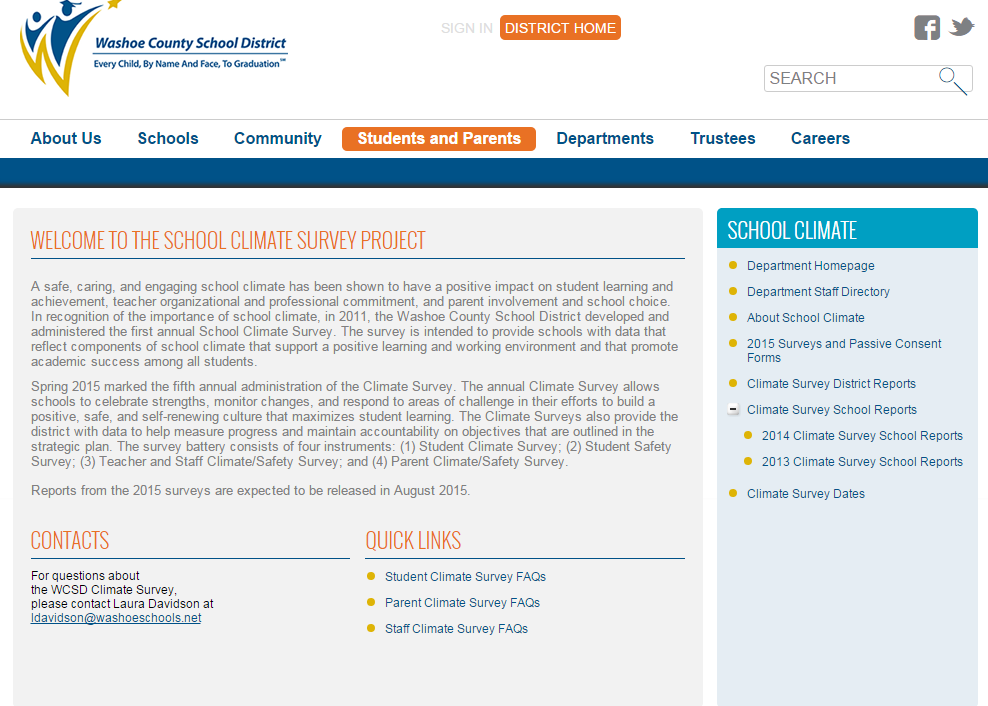 Washoe County School District
Every Child, By Name And Face, To Graduation℠
SIGN IN
DISTRICT HOME
SEARCH
About Us
Schools
Community
Students and Parents
Departments
Trustees
Careers
WELCOME TO THE SCHOOL CLIMATE SURVEY PROJECT
A safe, caring, and engaging school climate has been shown to have a positive impact on student learning and
achievement, teacher organizational and professional commitment, and parent involvement and school choice.
In recognition of the importance of school climate, in 2011, the Washoe County School District developed and
administered the first annual School Climate Survey. The survey is intended to provide schools with data that
reflect components of school climate that support a positive learning and working environment and that promote
academic success among all students.
Spring 2015 marked the fifth annual administration of the Climate Survey. The annual Climate Survey allows
schools to celebrate strengths, monitor changes, and respond to areas of challenge in their efforts to build a
positive, safe, and self-renewing culture that maximizes student learning. The Climate Surveys also provide the
district with data to help measure progress and maintain accountability on objectives that are outlined in the
strategic plan. The survey battery consists of four instruments: (1) Student Climate Survey; (2) Student Safety
Survey; (3) Teacher and Staff Climate/Safety Survey; and (4) Parent Climate/Safety Survey.
Reports from the 2015 surveys are expected to be released in August 2015.
CONTACTS
For questions about
the WCSD Climate Survey,
please contact Laura Davidson at
ldavidson@washoeschools.net
QUICK LINKS
Student Climate Survey FAQs
Parent Climate Survey FAQs
Staff Climate Survey FAQs
SCHOOL CLIMATE
Department Homepage
Department Staff Directory
About School Climate
2015 Surveys and Passive Consent
Forms
Climate Survey District Reports
Climate Survey School Reports
2014 Climate Survey School Reports
2013 Climate Survey School Reports
Climate Survey Dates